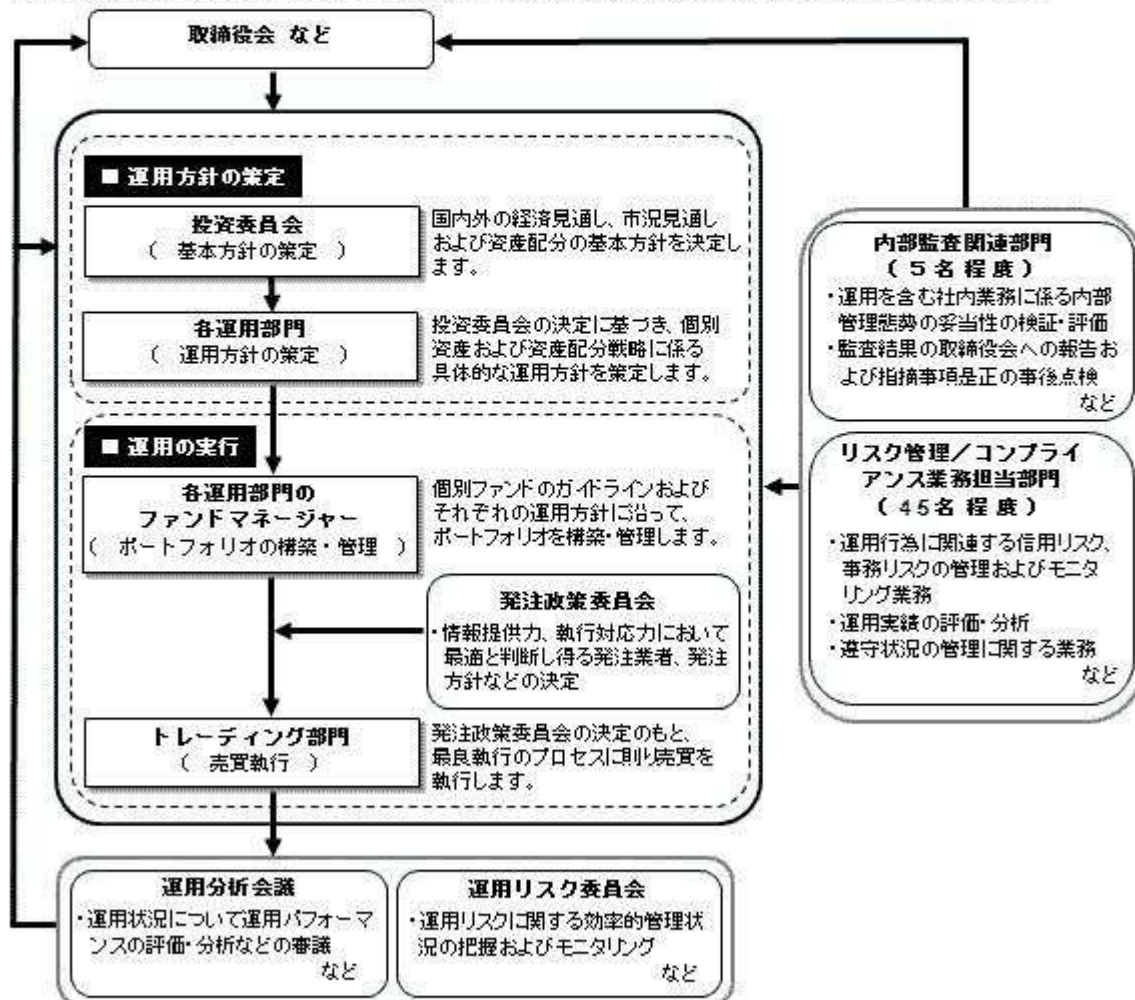 取締役会 など
■ 運用方針の策定
投資委員会
( 基本方針の策定 )
国内外の経済見通し、市況見通し
および資産配分の基本方針を決定し
ます。
各運用部門
( 運用方針の策定 )
投資委員会の決定に基づき、個別
資産および資産配分戦略に係る
具体的な運用方針を策定します。
■ 運用の実行
各運用部門の
ファンドマネージャー
( ポートフォリオの構築・管理 )
個別ファンドのガイドラインおよび
それぞれの運用方針に沿って、
ポートフォリオを構築・管理します。
発注政策委員会
・情報提供力、執行対応力において
最適と判断し得る発注業者、発注
方針などの決定
トレーディング部門
( 売買執行 )
発注政策委員会の決定のもと、
最良執行のプロセスに則り売買を
執行します。
運用分析会議
・運用状況について運用パフォーマ
ンスの評価・分析などの審議
など
運用リスク委員会
・運用リスクに関する効率的管理状
況の把握およびモニタリング
など
内部監査関連部門
(5名程度)
・運用を含む社内業務に係る内部
管理態勢の妥当性の検証・評価
・監査結果の取締役会への報告お
よび指摘事項是正の事後点検
など
リスク管理/コンプライ
アンス業務担当部門
(45名程度)
・運用行為に関連する信用リスク、
事務リスクの管理およびモニタ
リング業務
・運用実績の評価・分析
・遵守状況の管理に関する業務
など